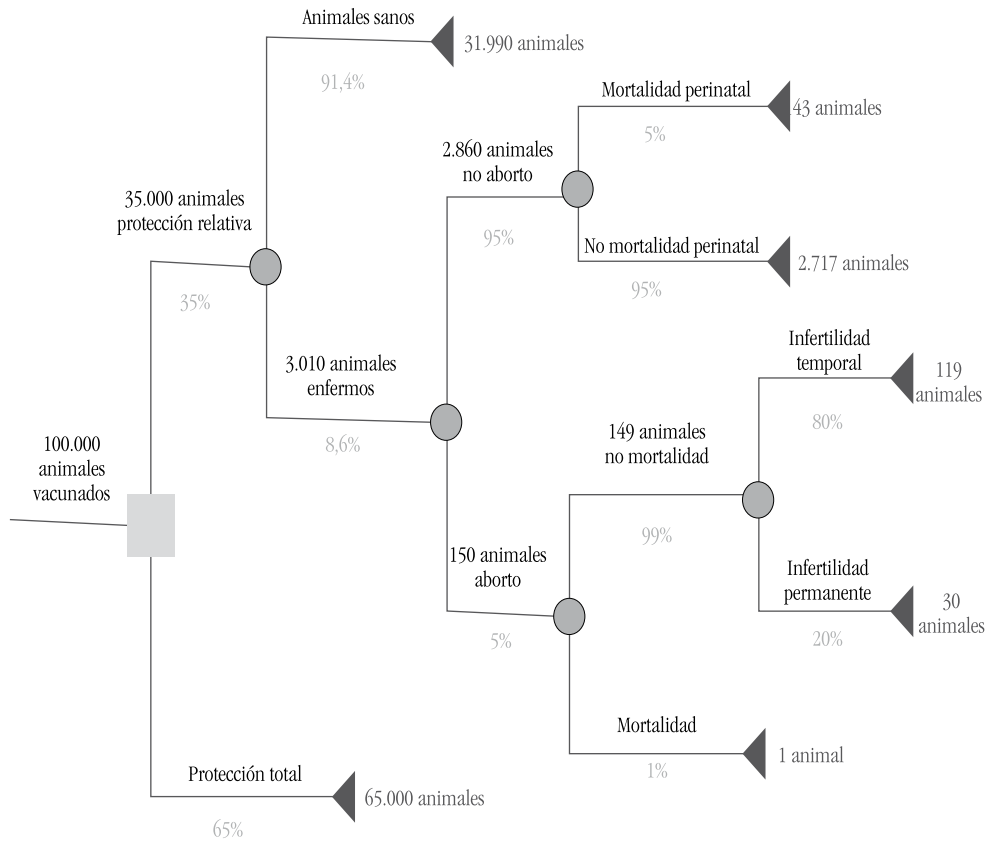 Animales sanos
31.990 animales
91,4%
Mortalidad perinatal
43 animales
5%
2.860 animales
no aborto
95%
No mortalidad perinatal
2.717 animales
95%
35.000 animales
protección relativa
35%
3.010 animales
enfermos
8,6%
Infertilidad
temporal
119
animales
80%
149 animales
no mortalidad
99%
100.000
animales
vacunados
150 animales
aborto
5%
Infertilidad
permanente
30
animales
20%
Mortalidad
1 animal
1%
Protección total
65.000 animales
65%